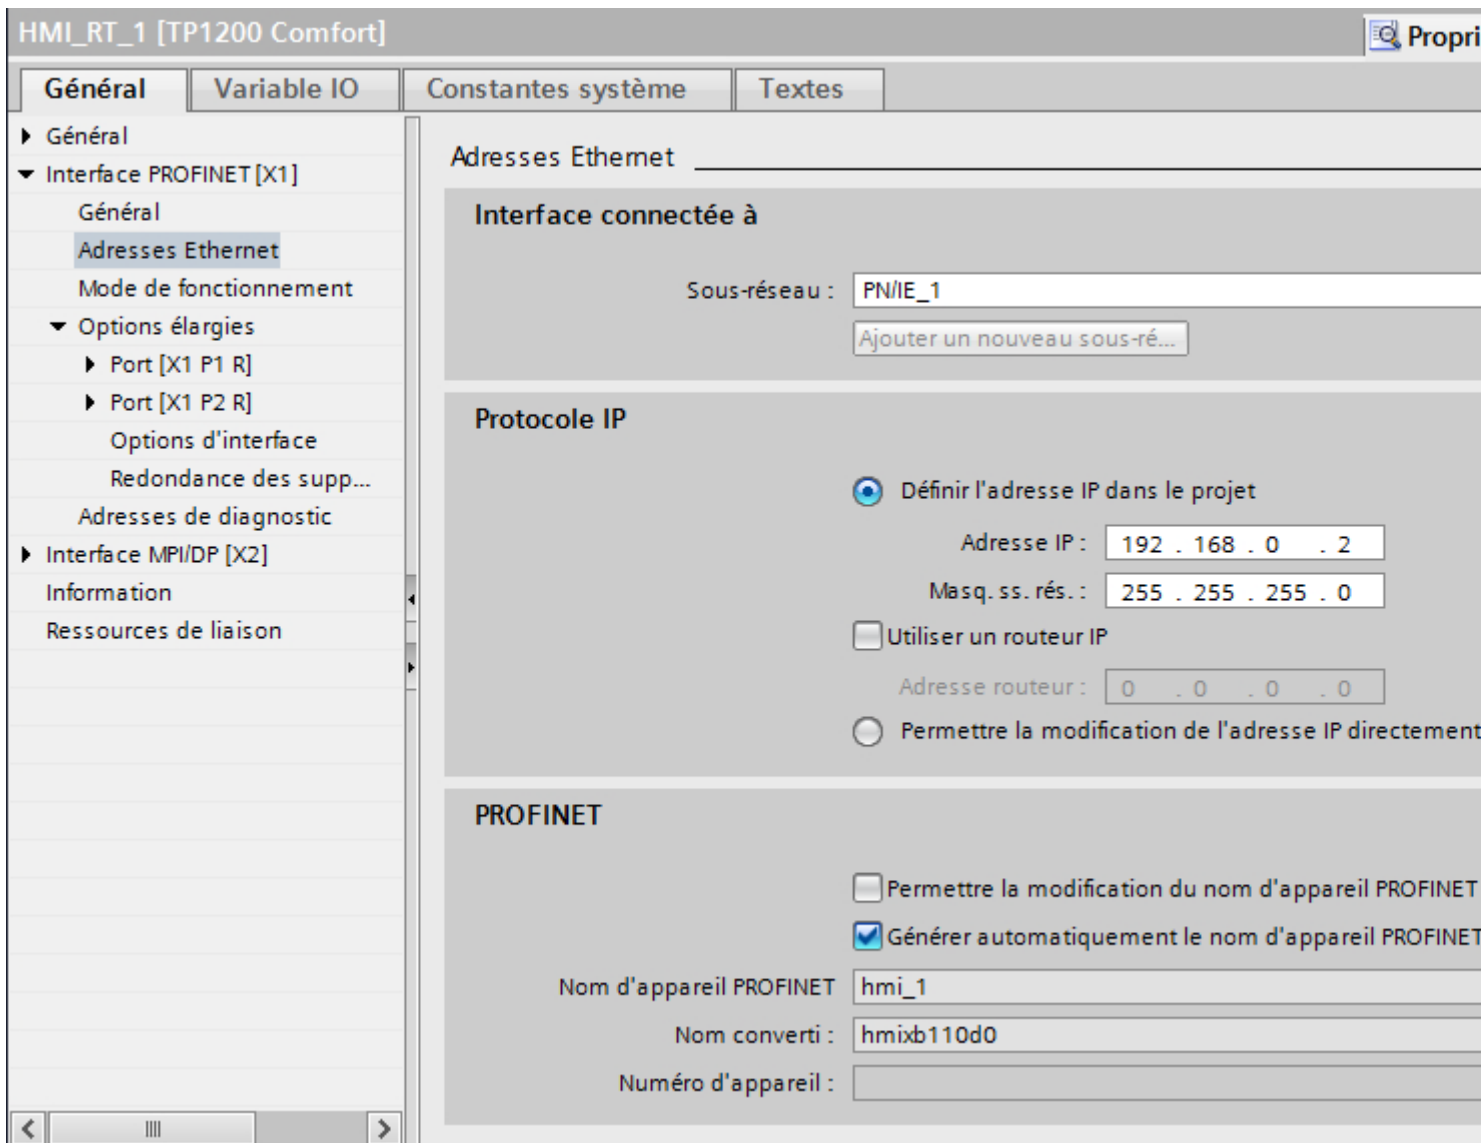 HMI_RT_1 [TP1200 Comfort]
Propri
Général
Variable IO
Constantes système
Textes
Général
Interface PROFINET [X1]
Général
Adresses Ethernet
Mode de fonctionnement
Options élargies
Port [X1 P1 R]
Port [X1 P2 R]
Options d'interface
Redondance des supp...
Adresses de diagnostic
Interface MPI/DP [X2]
Information
Ressources de liaison
Adresses Ethernet
Interface connectée à
Sous-réseau : PN/IE_1
Ajouter un nouveau sous-ré...
Protocole IP
Définir l'adresse IP dans le projet
Adresse IP : 192 . 168 . 0 . 2
Masq. ss. rés. : 255 . 255 . 255 . 0
Utiliser un routeur IP
Adresse routeur : 0 . 0 . 0 . 0
Permettre la modification de l'adresse IP directement
PROFINET
Permettre la modification du nom d'appareil PROFINET
Générer automatiquement le nom d'appareil PROFINET
Nom d'appareil PROFINET hmi_1
Nom converti : hmixb110d0
Numéro d'appareil :